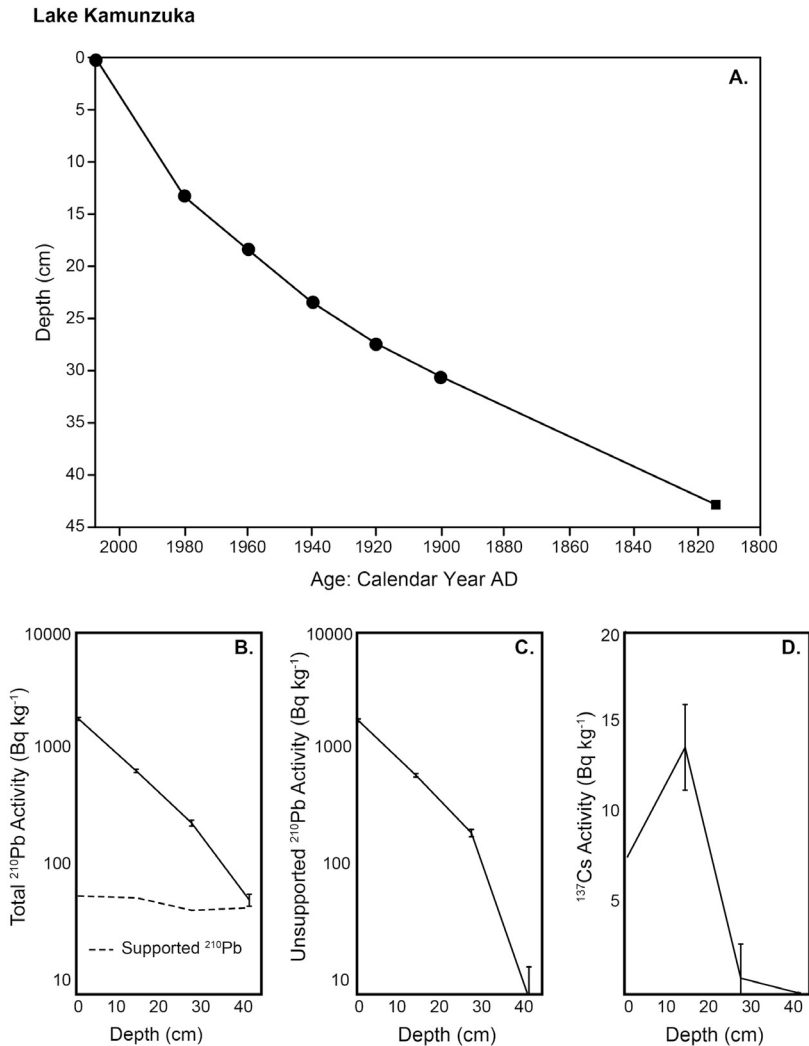 Lake Kamunzuka
A.
0
5
10
15
20
25
30
35
40
45
Depth (cm)
2000 1980 1960 1940 1920 1900 1880 1860 1840 1820 1800
Age: Calendar Year AD
B.
10000
1000
100
10
Total ²¹⁰Pb Activity (Bq kg⁻¹)
Supported ²¹⁰Pb
0 10 20 30 40
Depth (cm)
C.
10000
1000
100
10
Unsupported ²¹⁰Pb Activity (Bq kg⁻¹)
0 10 20 30 40
Depth (cm)
D.
20
15
10
5
¹³⁷Cs Activity (Bq kg⁻¹)
0 10 20 30 40
Depth (cm)